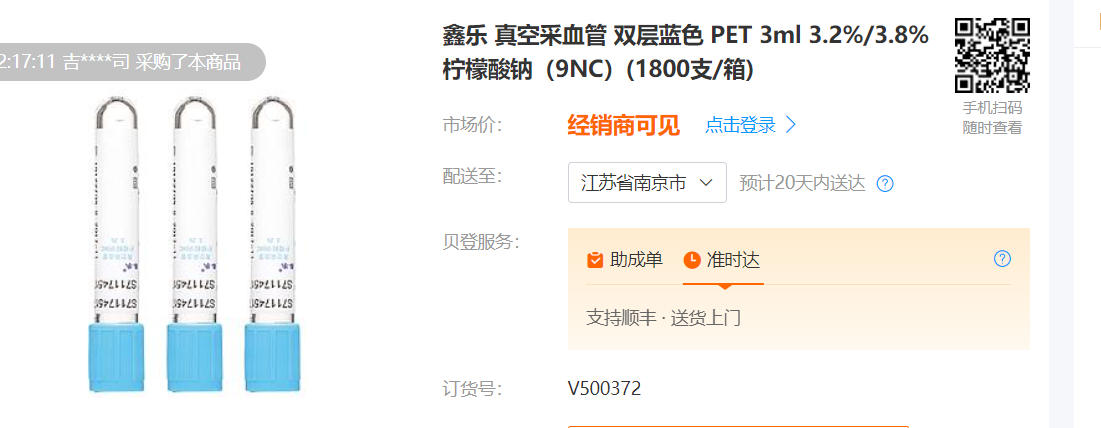 鑫乐 真空采血管 双层蓝色 PET 3ml 3.2%/3.8%
柠檬酸钠（9NC）(1800支/箱)
2:17:11 吉****司 采购了本商品
手机扫码
随时查看
市场价：
经销商可见
点击登录
配送至：
江苏省南京市
预计20天内送达
贝登服务：
助成单
准时达
支持顺丰 · 送货上门
订货号：
V500372